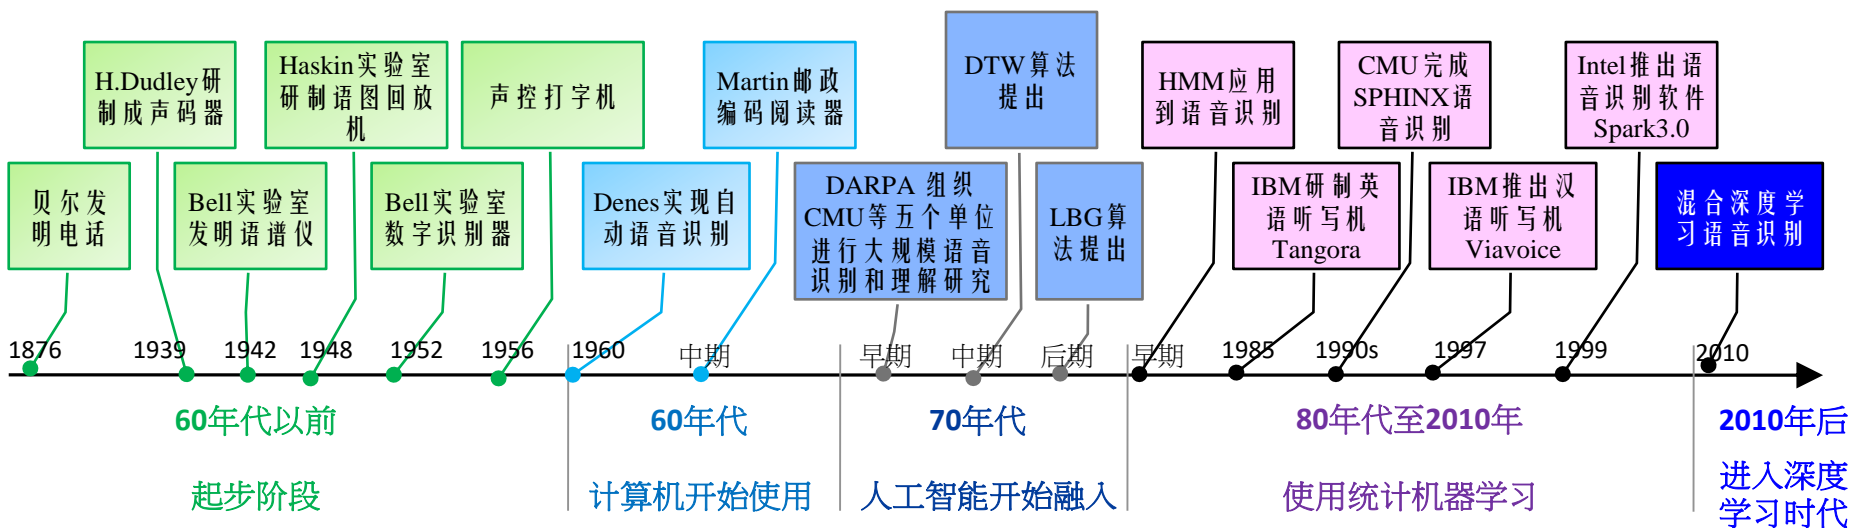 H.Dudley研
制成声码器
Haskin实验室
研制语图回放
机
声控打字机
Martin邮政
编码阅读器
DTW算法
提出
HMM应用
到语音识别
CMU完成
SPHINX语
音识别
Intel推出语
音识别软件
Spark3.0
贝尔发
明电话
Bell实验室
发明语谱仪
Bell实验室
数字识别器
Denes实现自
动语音识别
DARPA 组织
CMU等五个单位
进行大规模语音
识别和理解研究
LBG算
法提出
IBM研制英
语听写机
Tangora
IBM推出汉
语听写机
Viavoice
混合深度学
习语音识别
1876
1939
1942
1948
1952
1956
1960
中期
早期
中期
后期
早期
1985
1990s
1997
1999
2010
60年代以前
60年代
70年代
80年代至2010年
2010年后
起步阶段
计算机开始使用
人工智能开始融入
使用统计机器学习
进入深度
学习时代